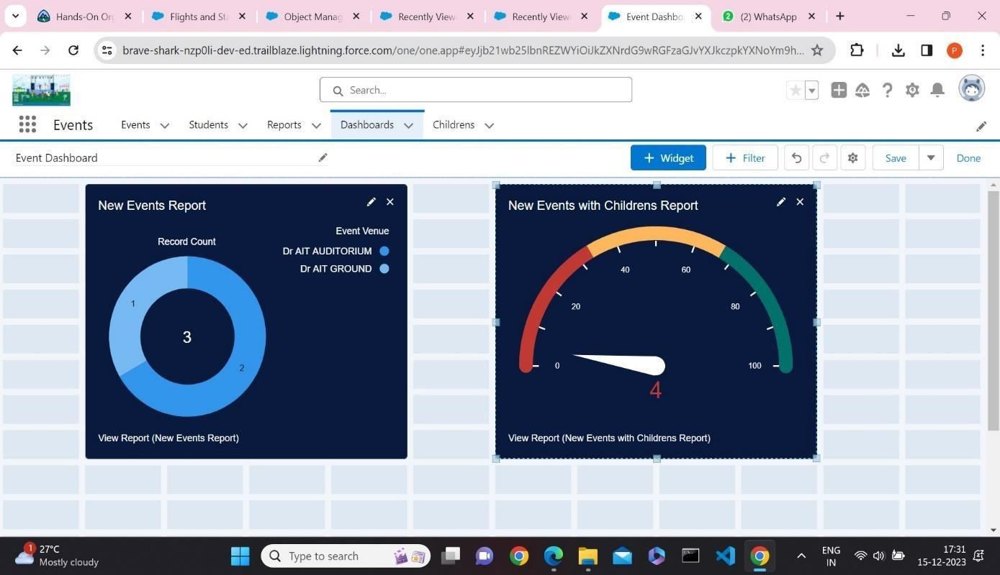 Hands-On Or
Flights and St
Object Manag
Recently View
Recently View
Event Dashbo
(2) WhatsApp
brave-shark-nzp0li-dev-ed.trailblaze.lightning.force.com/one/one.app#eyJjb21wb25lbnREZWYiOiJkZXNrdG9wRGFzaGJvYXJkczpkYXNoYm9h...
P
Search...
Events
Events
Students
Reports
Dashboards
Childrens
Event Dashboard
+ Widget
+ Filter
Save
Done
New Events Report
Record Count
Event Venue
Dr AIT AUDITORIUM
Dr AIT GROUND
1
3
2
View Report (New Events Report)
New Events with Childrens Report
40
60
20
80
0
100
4
View Report (New Events with Childrens Report)
1
27°C
Mostly cloudy
Type to search
ENG
IN
17:31
15-12-2023